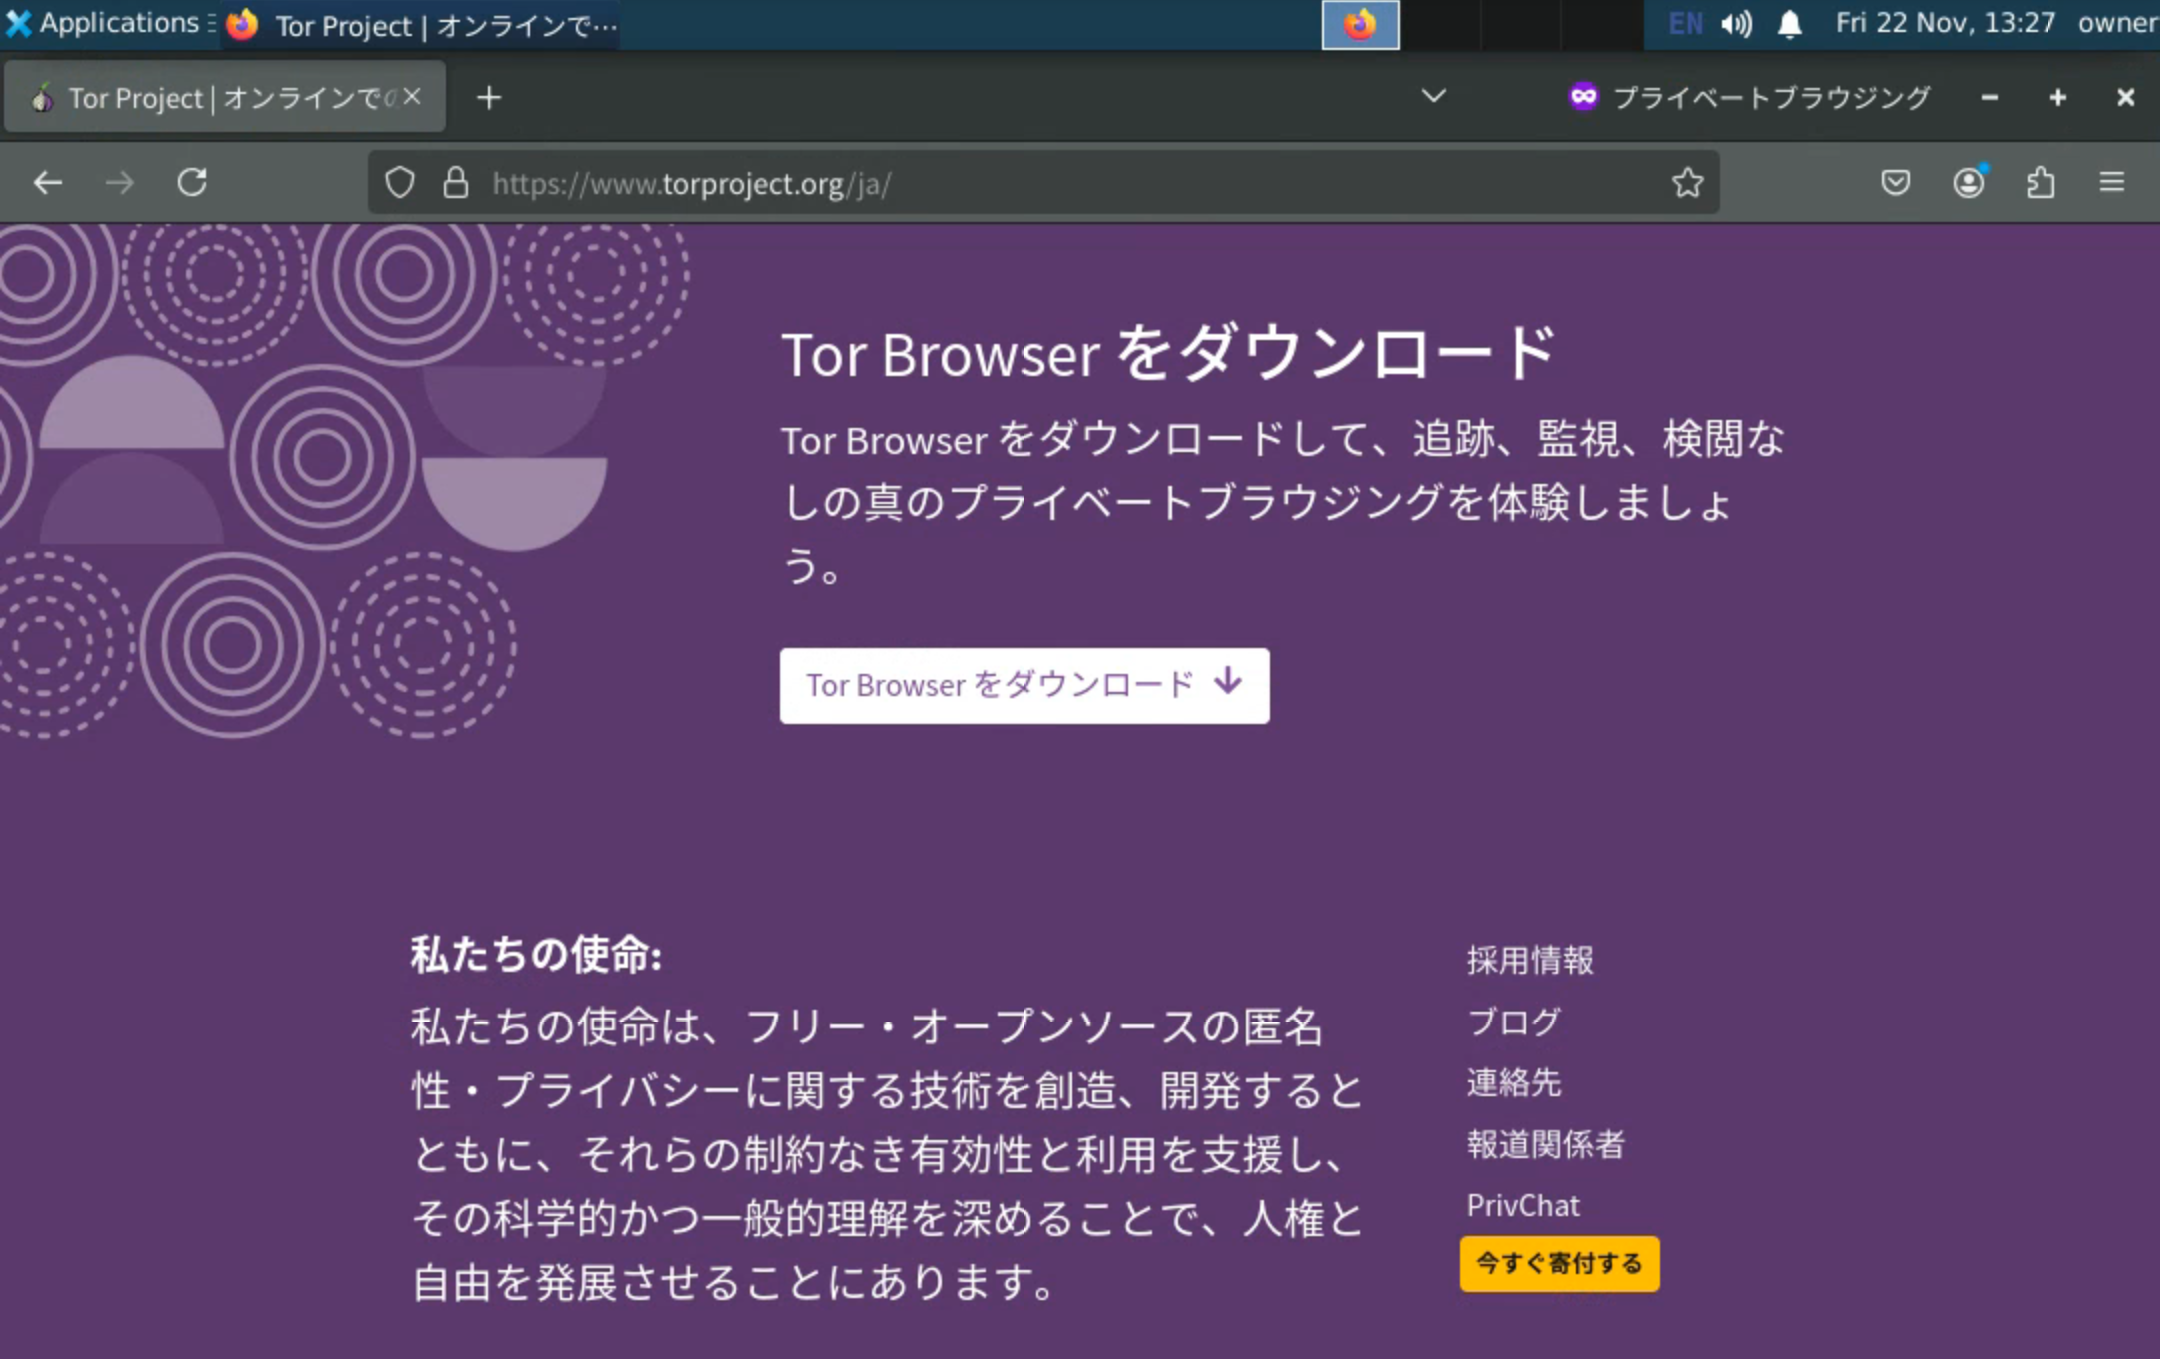 Applications
Tor Project | オンラインで…
EN
Fri 22 Nov, 13:27
owner
Tor Project | オンラインでの
プライベートブラウジング
https://www.torproject.org/ja/
Tor Browser をダウンロード
Tor Browser をダウンロードして、追跡、監視、検閲な
しの真のプライベートブラウジングを体験しましょ
う。
Tor Browser をダウンロード
私たちの使命:
私たちの使命は、フリー・オープンソースの匿名
性・プライバシーに関する技術を創造、開発すると
ともに、それらの制約なき有効性と利用を支援し、
その科学的かつ一般的理解を深めることで、人権と
自由を発展させることにあります。
採用情報
ブログ
連絡先
報道関係者
PrivChat
今すぐ寄付する